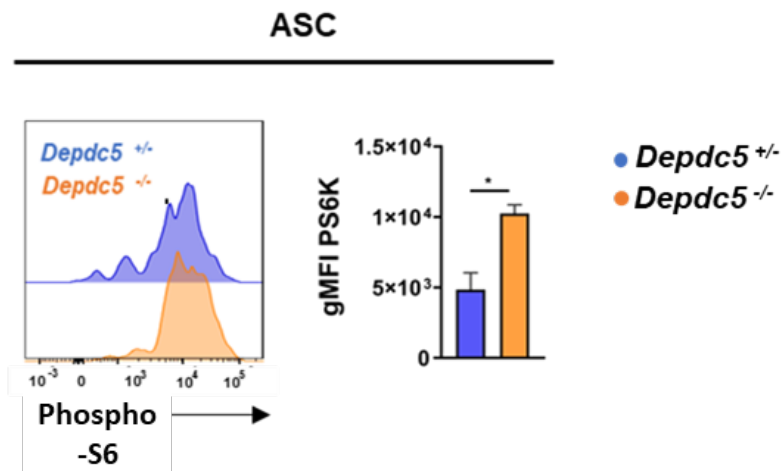 ASC
Depdc5 +/-
Depdc5 -/-
10⁻³ 0 10³ 10⁴ 10⁵
Phospho
-S6
gMFI PS6K
1.5×10⁴
1×10⁴
5×10³
0
*
Depdc5 +/-
Depdc5 -/-